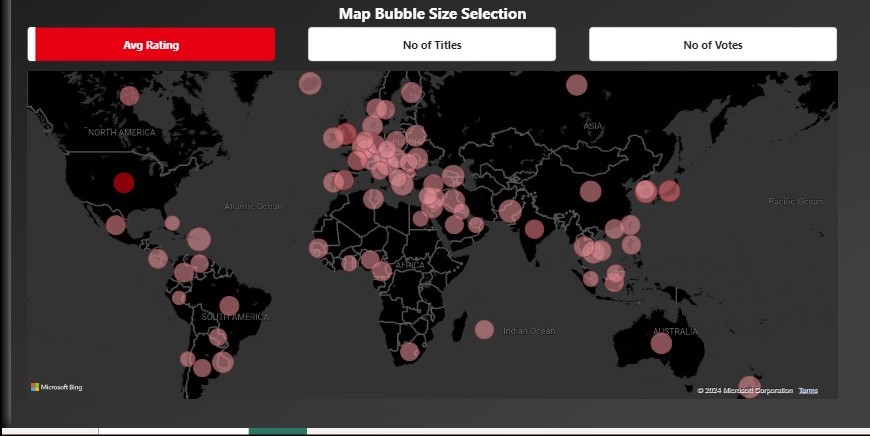 Map Bubble Size Selection
Avg Rating
No of Titles
No of Votes
NORTH AMERICA
ASIA
Atlantic Ocean
Pacific Ocean
AFRICA
SOUTH AMERICA
Indian Ocean
AUSTRALIA
Microsoft Bing
© 2024 Microsoft Corporation Terms